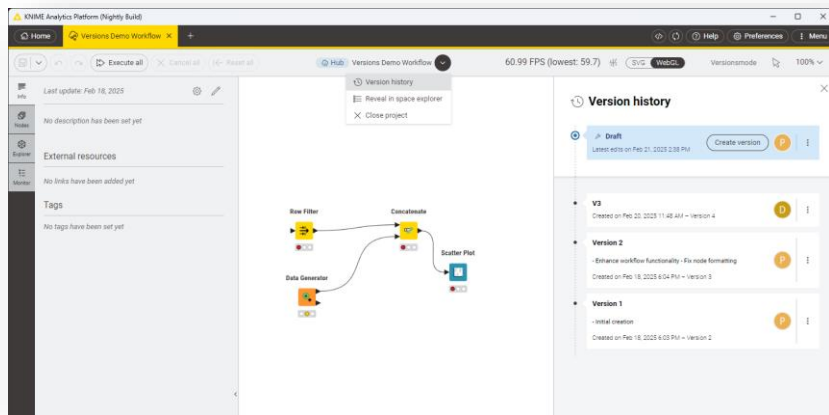 KNIME Analytics Platform (Nightly Build)
Home
Versions Demo Workflow
Help
Preferences
Menu
Execute all
Cancel all
Reset all
Hub
Versions Demo Workflow
60.99 FPS (lowest: 59.7)
SVG
WebGL
Versionsmode
100%
Version history
Reveal in space explorer
Close project
Info
Nodes
Explorer
Monitor
Last update: Feb 18, 2025
No description has been set yet
External resources
No links have been added yet
Tags
No tags have been set yet
Row Filter
Concatenate
Scatter Plot
Data Generator
Version history
Draft
Latest edits on Feb 21, 2025 2:38 PM
Create version
P
V3
Created on Feb 20, 2025 11:48 AM – Version 4
D
Version 2
- Enhance workflow functionality - Fix node formatting
Created on Feb 18, 2025 6:04 PM – Version 3
P
Version 1
- Initial creation
Created on Feb 18, 2025 6:03 PM – Version 2
P